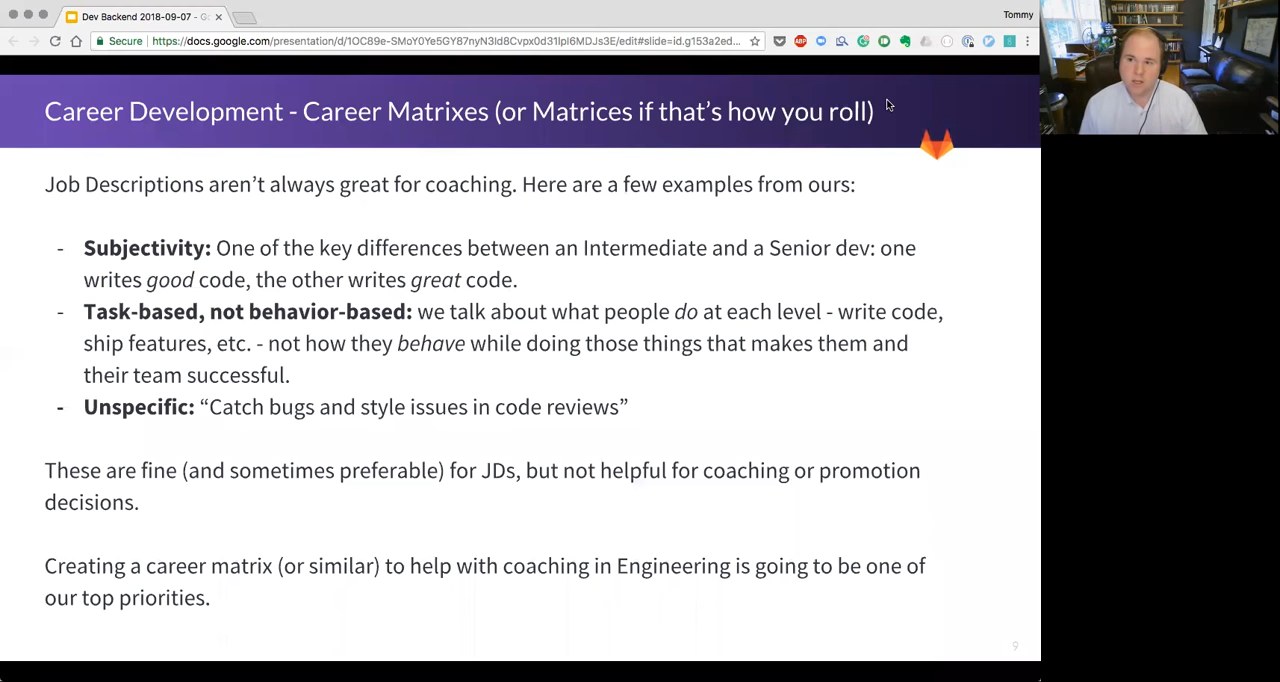 Dev Backend 2018-09-07 - Go
Tommy
Secure
https://docs.google.com/presentation/d/1OC89e-SMoY0Ye5GY87nyN3Id8Cvpx0d31lpl6MDJs3E/edit#slide=id.g153a2ed...
ABP
Career Development - Career Matrixes (or Matrices if that’s how you roll)
Job Descriptions aren’t always great for coaching. Here are a few examples from ours:
- Subjectivity: One of the key differences between an Intermediate and a Senior dev: one
writes good code, the other writes great code.
- Task-based, not behavior-based: we talk about what people do at each level - write code,
ship features, etc. - not how they behave while doing those things that makes them and
their team successful.
- Unspecific: “Catch bugs and style issues in code reviews”
These are fine (and sometimes preferable) for JDs, but not helpful for coaching or promotion
decisions.
Creating a career matrix (or similar) to help with coaching in Engineering is going to be one of
our top priorities.
9